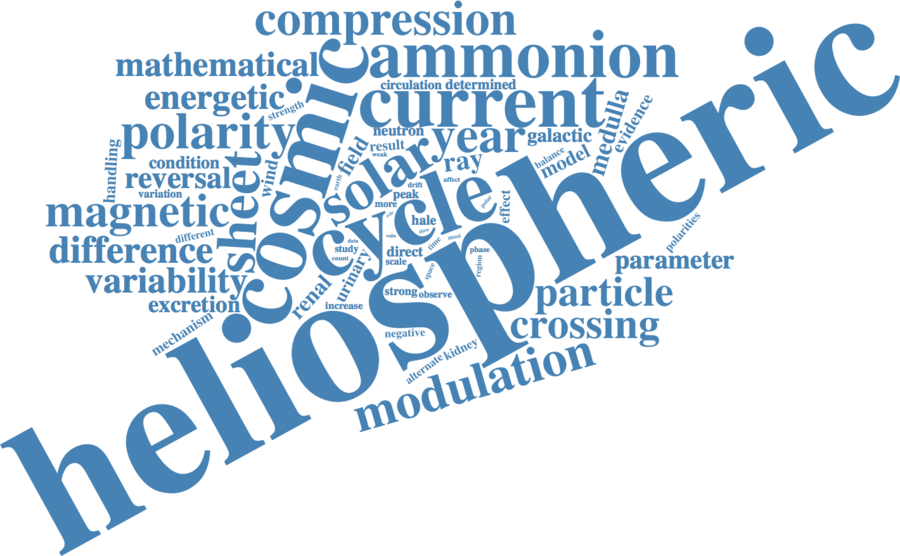 compression
mathematical
ammonion
circulation
determined
energetic
strength
current
cosmic
polarity
neutron
year
galactic
medulla
evidence
result
weak
field
handling
condition
wind
solar
ray
balance
model
reversal
sheet
earth
drift
affect
variation
peak
cycle
more
polar
effect
magnetic
role
hale
slow
heliospheric
polarities
different
difference
data
study
time
most
direct
phase
count
scale
space
region
parameter
variability
renal
urinary
strong
observe
particle
excretion
increase
mechanism
negative
crossing
alternate
kidney
modulation